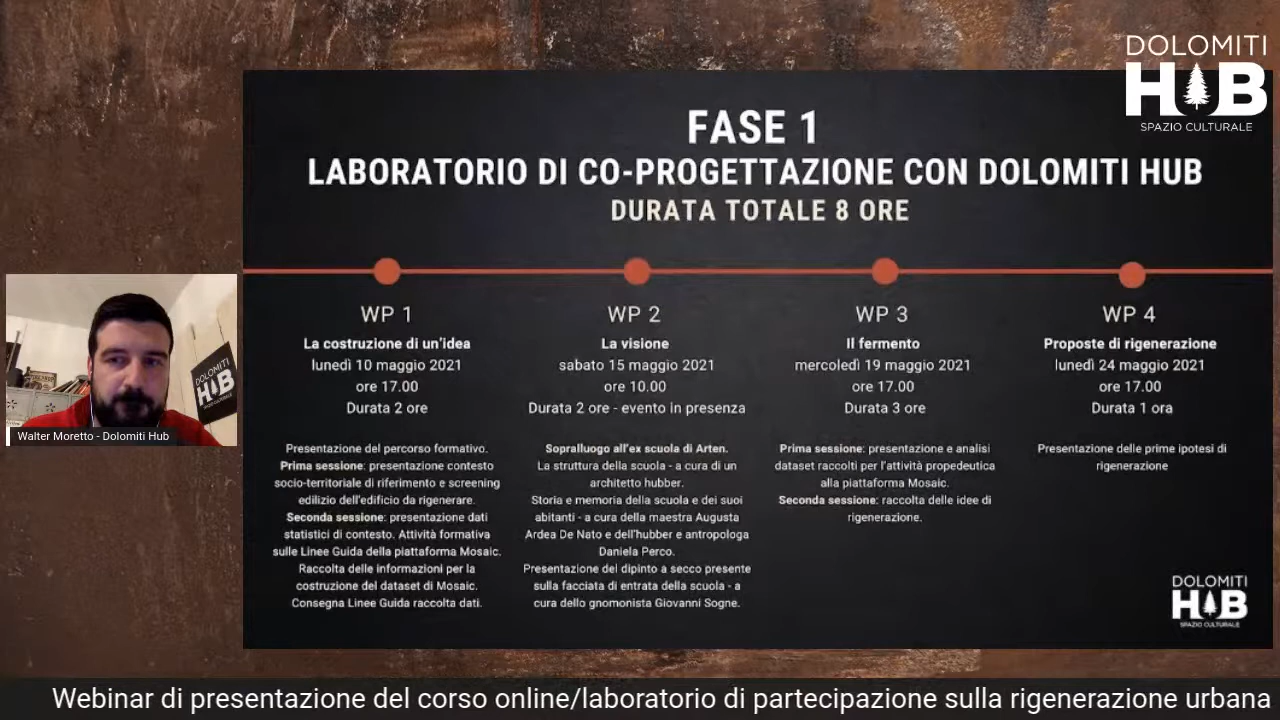 DOLOMITI
HUB
SPAZIO CULTURALE
FASE 1
LABORATORIO DI CO-PROGETTAZIONE CON DOLOMITI HUB
DURATA TOTALE 8 ORE
WP 1
La costruzione di un'idea
lunedì 10 maggio 2021
ore 17.00
Durata 2 ore
Presentazione del percorso formativo.
Prima sessione: presentazione contesto
socio-territoriale di riferimento e screening
edilizio dell'edificio da rigenerare.
Seconda sessione: presentazione dati
statistici di contesto. Attività formativa
sulle Linee Guida della piattaforma Mosaic.
Raccolta delle informazioni per la
costruzione del dataset di Mosaic.
Consegna Linee Guida raccolta dati.
WP 2
La visione
sabato 15 maggio 2021
ore 10.00
Durata 2 ore - evento in presenza
Sopralluogo all'ex scuola di Arten.
La struttura della scuola - a cura di un
architetto hubber.
Storia e memoria della scuola e dei suoi
abitanti - a cura della maestra Augusta
Ardea De Nato e dell'hubber e antropologa
Daniela Perco.
Presentazione del dipinto a secco presente
sulla facciata di entrata della scuola - a
cura dello gnomonista Giovanni Sogne.
WP 3
Il fermento
mercoledì 19 maggio 2021
ore 17.00
Durata 3 ore
Prima sessione: presentazione e analisi
dataset raccolti per l'attività propedeutica
alla piattaforma Mosaic.
Seconda sessione: raccolta delle idee di
rigenerazione.
WP 4
Proposte di rigenerazione
lunedì 24 maggio 2021
ore 17.00
Durata 1 ora
Presentazione delle prime ipotesi di
rigenerazione
DOLOMITI
HUB
SPAZIO CULTURALE
DOLOMITI
HUB
SPAZIO CULTURALE
Walter Moretto - Dolomiti Hub
Webinar di presentazione del corso online/laboratorio di partecipazione sulla rigenerazione urbana